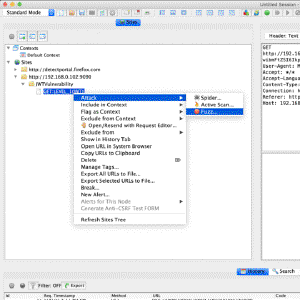 Untitled Session
Standard Mode
Sites
Header: Text
Contexts
Default Context
Sites
http://detectportal.firefox.com
http://192.168.0.102:9090
JWTVulnerability
Attack
Include in Context
Flag as Context
Exclude from Context
Open/Resend with Request Editor...
Exclude from
Show in History Tab
Open URL in System Browser
Copy URLs to Clipboard
Delete
Manage Tags...
Export All URLs to File...
Export Selected URLs to File...
Break...
New Alert...
Alerts for This Node
Generate Anti-CSRF Test FORM
Refresh Sites Tree
Spider...
Active Scan...
Fuzz...
GET
http://192.
User-Agent: M
Accept: */*
Accept-Langua
Content-Type:
Connection: k
Referer: http
Host: 192.168
History
Search
Filter: OFF
Export
Id
Req. Timestamp
Method
URL
Code